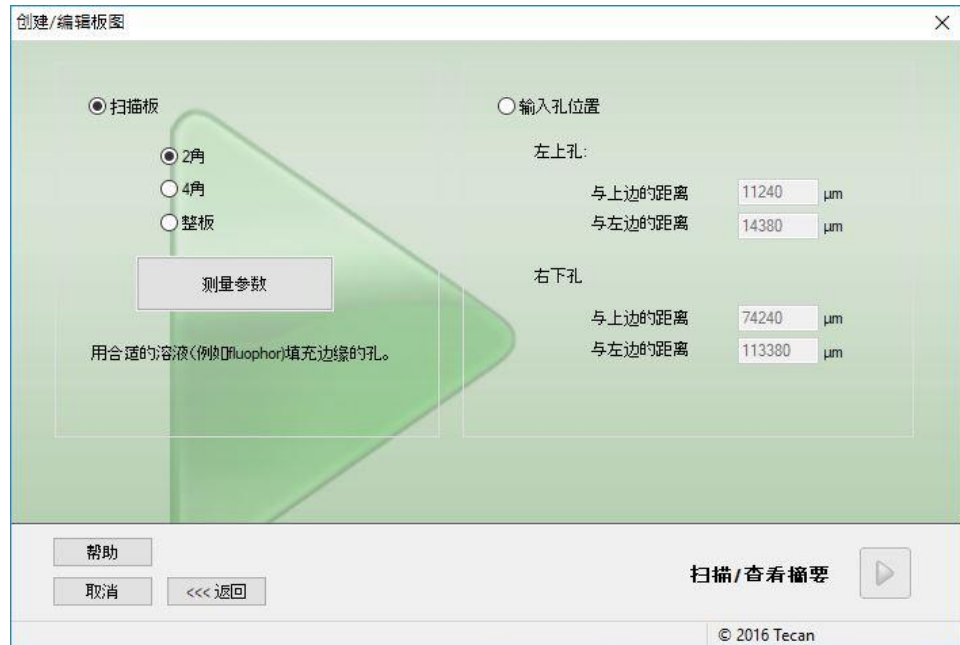 创建/编辑板图
扫描板
2角
4角
整板
测量参数
用合适的溶液(例如fluophor)填充边缘的孔。
输入孔位置
左上孔:
与上边的距离 11240 µm
与左边的距离 14380 µm
右下孔
与上边的距离 74240 µm
与左边的距离 113380 µm
帮助
取消 <<< 返回
扫描/查看摘要
© 2016 Tecan